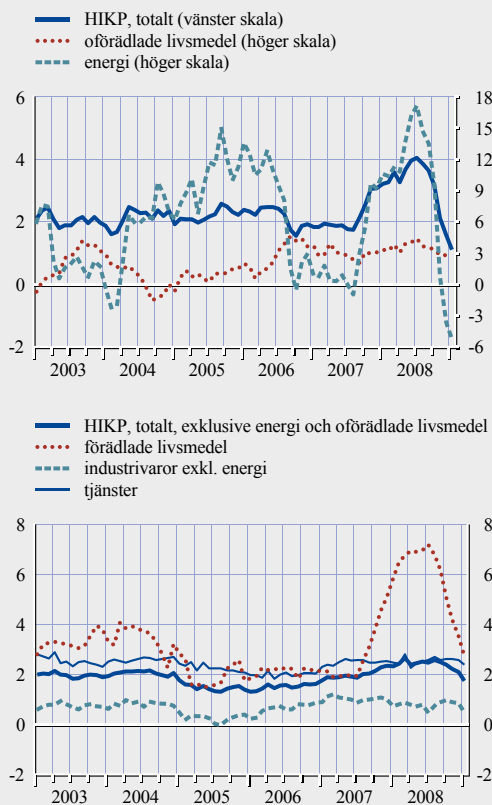 HIKP, totalt (vänster skala)
oförädlade livsmedel (höger skala)
energi (höger skala)
6
4
2
0
-2
18
15
12
9
6
3
0
-3
-6
2003 2004 2005 2006 2007 2008
HIKP, totalt, exklusive energi och oförädlade livsmedel
förädlade livsmedel
industrivaror exkl. energi
tjänster
8
6
4
2
0
-2
8
6
4
2
0
-2
2003 2004 2005 2006 2007 2008